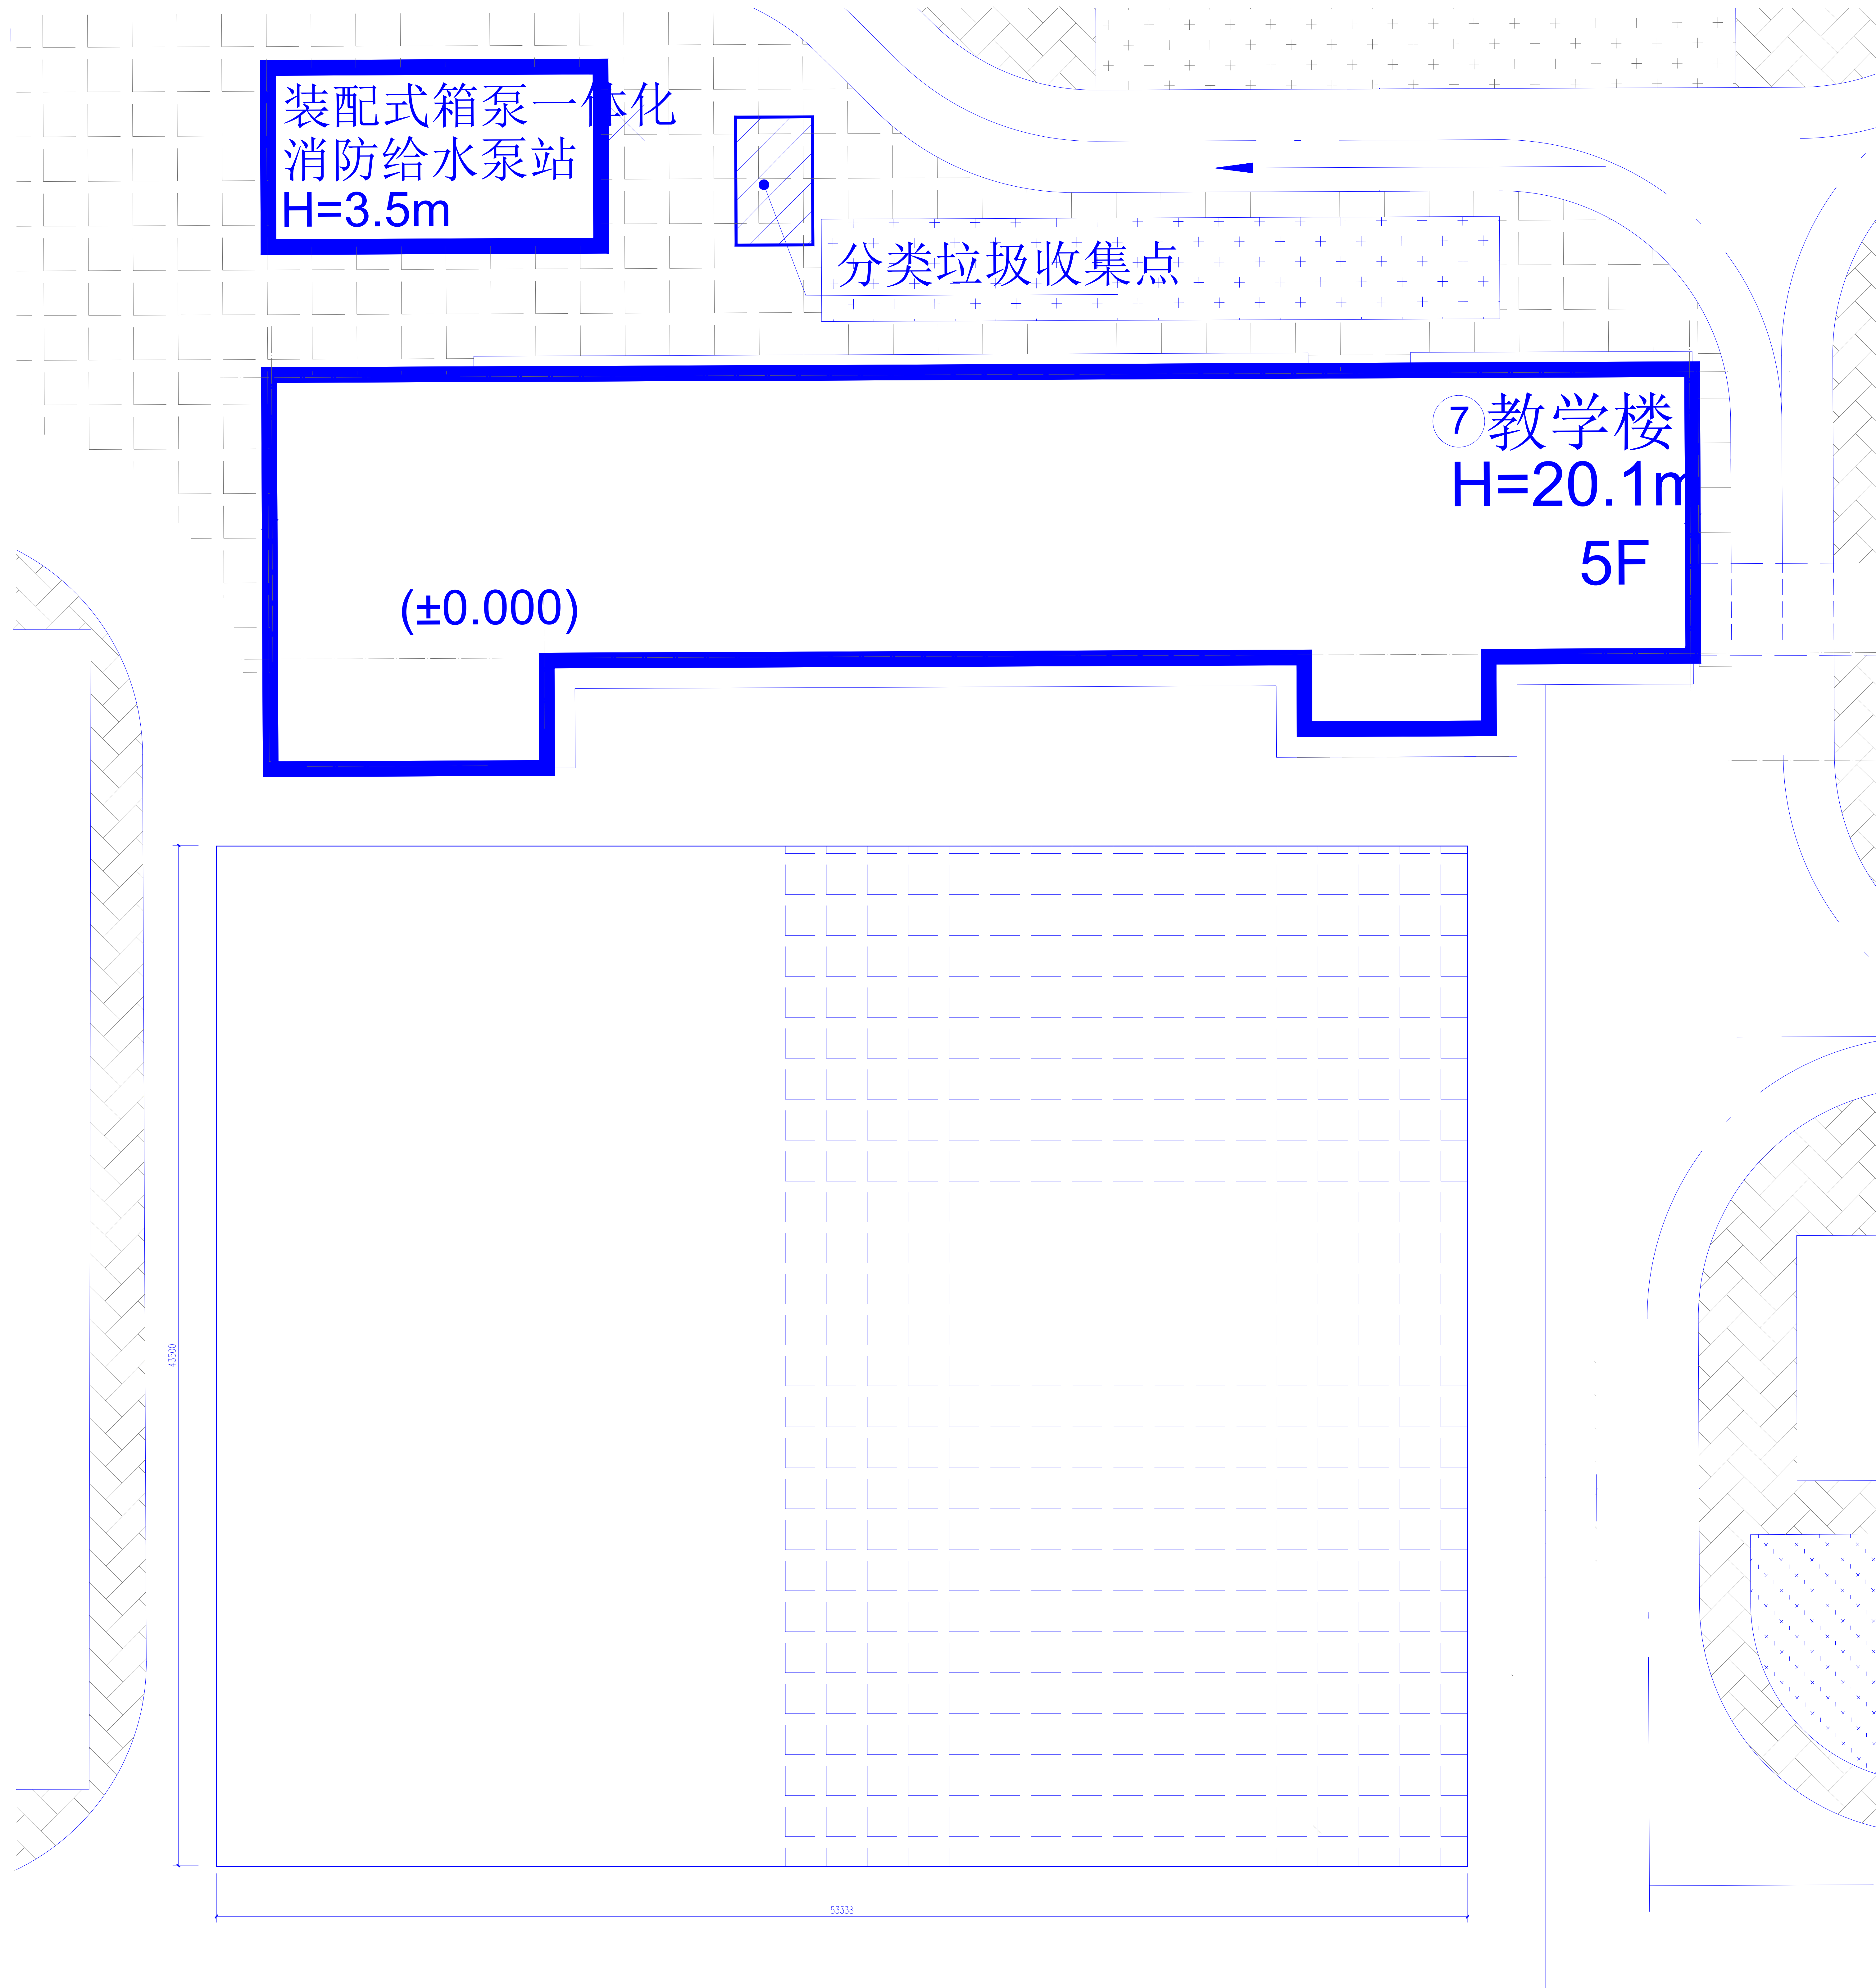 装配式箱泵一体化
消防给水泵站
H=3.5m
分类垃圾收集点
7 教学楼
H=20.1m
5F
(±0.000)
43500
53338